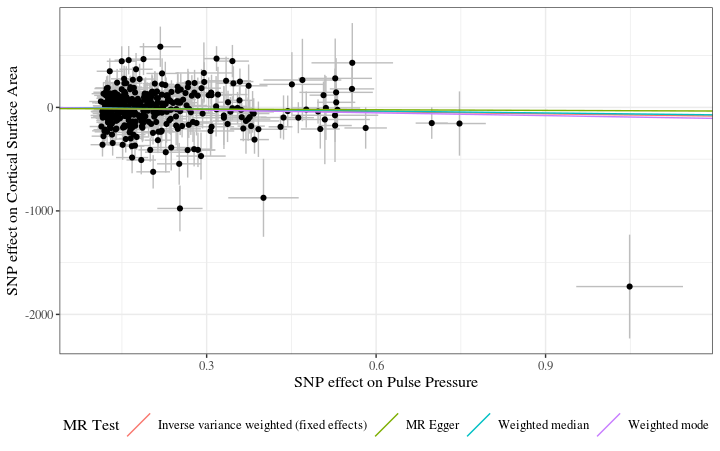 SNP effect on Cortical Surface Area
0
-1000
-2000
0.3
0.6
0.9
SNP effect on Pulse Pressure
MR Test
Inverse variance weighted (fixed effects)
MR Egger
Weighted median
Weighted mode